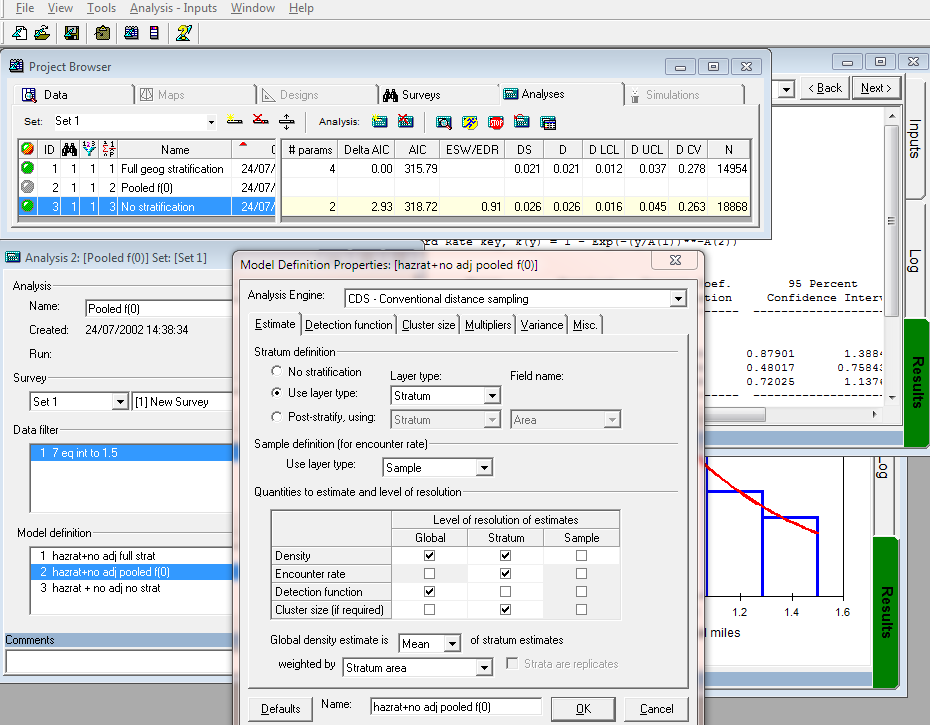 File View Tools Analysis - Inputs Window Help
Project Browser
Data Maps Designs Surveys Analyses Simulations
Set: Set 1 Analysis:
ID Name # params Delta AIC AIC ESW/EDR DS D D LCL D UCL D CV N
1 1 1 1 Full geog stratification 24/07/ 4 0.00 315.79 0.021 0.021 0.012 0.037 0.278 14954
2 1 1 2 Pooled f(0) 24/07/
3 1 1 3 No stratification 24/07/ 2 2.93 318.72 0.91 0.026 0.026 0.016 0.045 0.263 18868
< Back Next >
Inputs
Log
Results
rd Rate key, k(y) = 1 - Exp(-(y/A(1))**-A(2))
oef. 95 Percent
tion Confidence Interv
0.87901 1.3884
0.48017 0.75843
0.72025 1.1376
Analysis 2: [Pooled f(0)] Set: [Set 1]
Analysis
Name: Pooled f(0)
Created: 24/07/2002 14:38:34
Run:
Survey
Set 1 [1] New Survey
Data filter
1 7 eq int to 1.5
Model definition
1 hazrat+no adj full strat
2 hazrat+no adj pooled f(0)
3 hazrat + no adj no strat
Comments
Model Definition Properties: [hazrat+no adj pooled f(0)]
Analysis Engine: CDS - Conventional distance sampling
Estimate Detection function Cluster size Multipliers Variance Misc.
Stratum definition
No stratification
Layer type: Field name:
Use layer type: Stratum
Post-stratify, using: Stratum Area
Sample definition (for encounter rate)
Use layer type: Sample
Quantities to estimate and level of resolution
Level of resolution of estimates
Global Stratum Sample
Density
Encounter rate
Detection function
Cluster size (if required)
Global density estimate is Mean of stratum estimates
weighted by Stratum area Strata are replicates
Defaults Name: hazrat+no adj pooled f(0) OK Cancel
Log
Results
1.2 1.4 1.6
miles